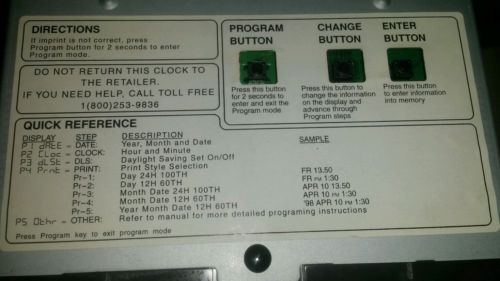 DIRECTIONS
If imprint is not correct, press
Program button for 2 seconds to enter
Program mode.
DO NOT RETURN THIS CLOCK TO
THE RETAILER.
IF YOU NEED HELP, CALL TOLL FREE
1(800)253-9836
PROGRAM
BUTTON
Press this button
for 2 seconds to
enter and exit the
Program mode
CHANGE
BUTTON
Press this button to
change the information
on the display and
advance through
Program steps
ENTER
BUTTON
Press this button
to enter information
into memory
QUICK REFERENCE
DISPLAY STEP DESCRIPTION SAMPLE
P1 dAtE – DATE: Year, Month and Date
P2 CLoc – CLOCK: Hour and Minute
P3 dLSt – DLS: Daylight Saving Set On/Off
P4 Prnt – PRINT: Print Style Selection
Pr-1: Day 24H 100TH FR 13.50
Pr-2: Day 12H 60TH FR PM 1:30
Pr-3: Month Date 24H 100TH APR 10 13.50
Pr-4: Month Date 12H 60TH APR 10 PM 1:30
Pr-5: Year Month Date 12H 60TH '98 APR 10 PM 1:30
P5 Othr – OTHER: Refer to manual for more detailed programing instructions
Press Program key to exit program mode